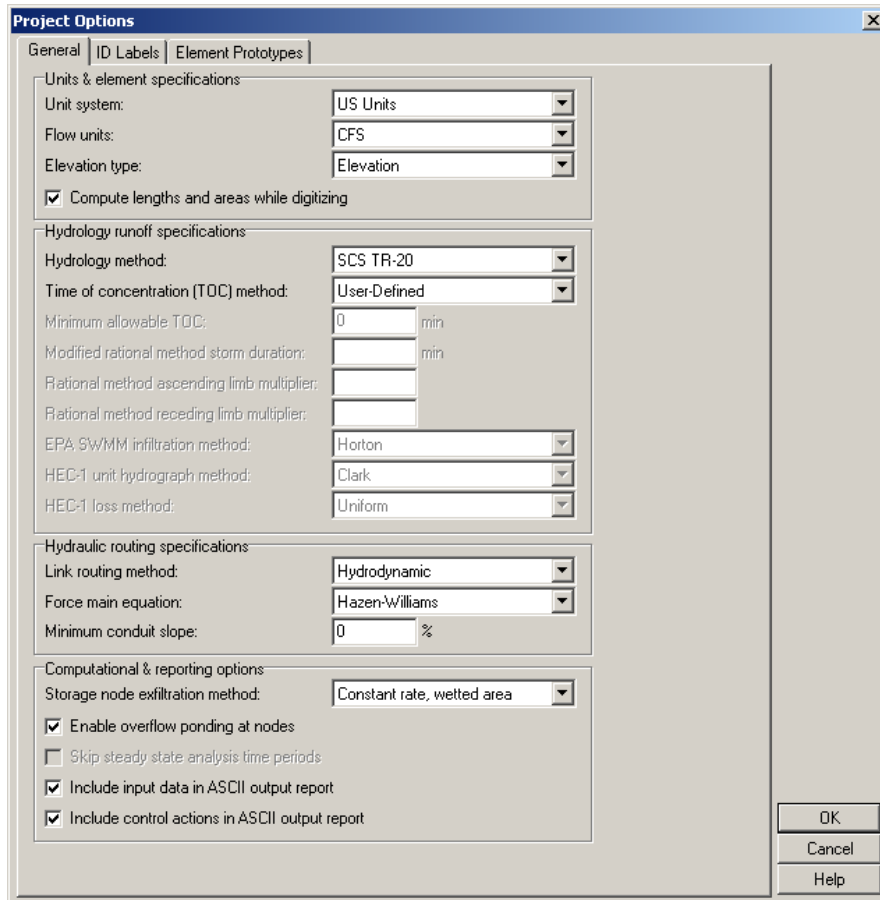 Project Options
General ID Labels Element Prototypes
Units & element specifications
Unit system: US Units
Flow units: CFS
Elevation type: Elevation
Compute lengths and areas while digitizing
Hydrology runoff specifications
Hydrology method: SCS TR-20
Time of concentration (TOC) method: User-Defined
Minimum allowable TOC: 0 min
Modified rational method storm duration: min
Rational method ascending limb multiplier:
Rational method receding limb multiplier:
EPA SWMM infiltration method: Horton
HEC-1 unit hydrograph method: Clark
HEC-1 loss method: Uniform
Hydraulic routing specifications
Link routing method: Hydrodynamic
Force main equation: Hazen-Williams
Minimum conduit slope: 0 %
Computational & reporting options
Storage node exfiltration method: Constant rate, wetted area
Enable overflow ponding at nodes
Skip steady state analysis time periods
Include input data in ASCII output report
Include control actions in ASCII output report
OK
Cancel
Help